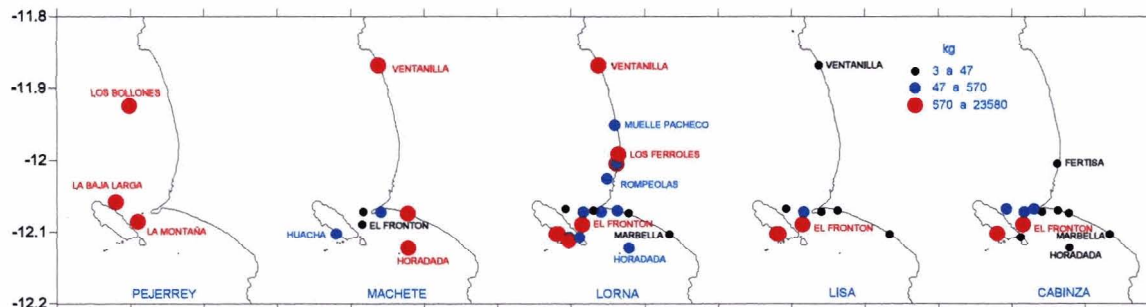 -11.8
-11.9
-12
-12.1
-12.2
LOS BOLLONES
LA BAJA LARGA
LA MONTAÑA
PEJERREY
VENTANILLA
EL FRONTON
HUACHA
HORADADA
MACHETE
VENTANILLA
MUELLE PACHECO
LOS FERROLES
ROMPEOLAS
EL FRONTON
MARBELLA
HORADADA
LORNA
VENTANILLA
EL FRONTON
LISA
kg
3 a 47
47 a 570
570 a 23580
FERTISA
EL FRONTON
MARBELLA
HORADADA
CABINZA